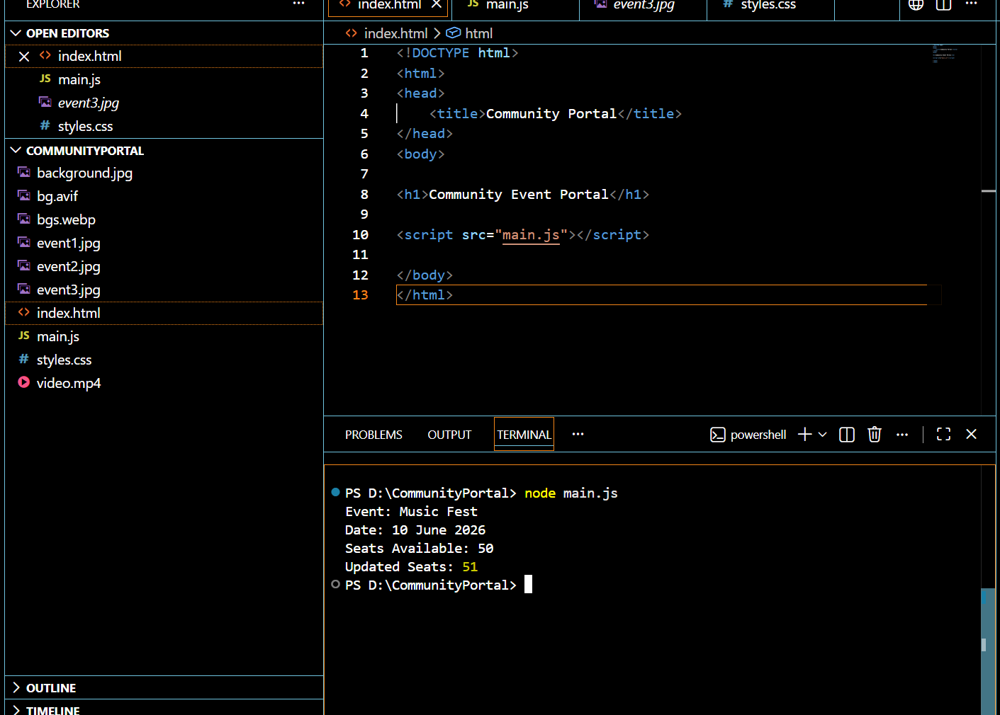 EXPLORER
OPEN EDITORS
index.html
JS main.js
event3.jpg
# styles.css
COMMUNITYPORTAL
background.jpg
bg.avif
bgs.webp
event1.jpg
event2.jpg
event3.jpg
index.html
JS main.js
# styles.css
video.mp4
OUTLINE
TIMELINE
index.html JS main.js event3.jpg # styles.css
index.html > html
1 <!DOCTYPE html>
2 <html>
3 <head>
4 <title>Community Portal</title>
5 </head>
6 <body>
7
8 <h1>Community Event Portal</h1>
9
10 <script src="main.js"></script>
11
12 </body>
13 </html>
PROBLEMS OUTPUT TERMINAL ··· powershell
PS D:\CommunityPortal> node main.js
Event: Music Fest
Date: 10 June 2026
Seats Available: 50
Updated Seats: 51
PS D:\CommunityPortal>